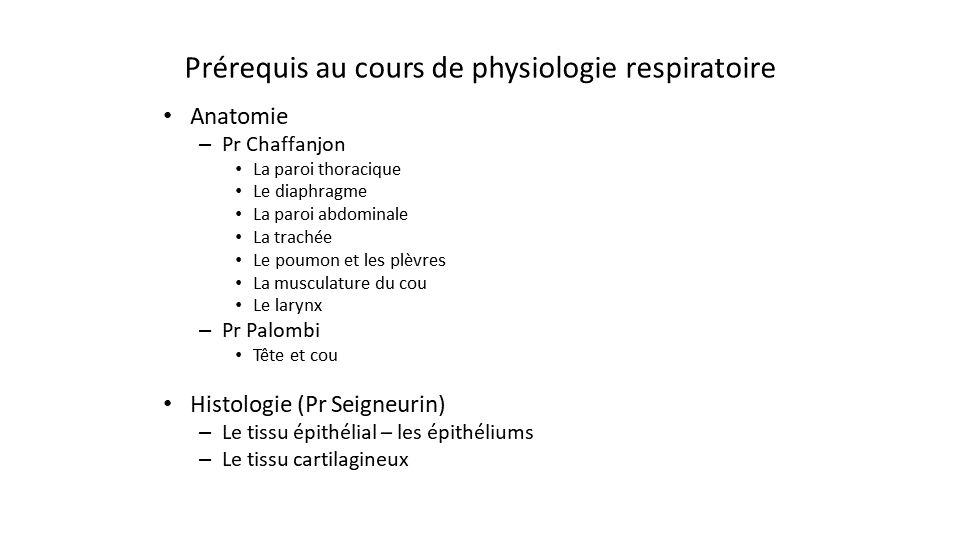 Prérequis au cours de physiologie respiratoire
• Anatomie
– Pr Chaffanjon
• La paroi thoracique
• Le diaphragme
• La paroi abdominale
• La trachée
• Le poumon et les plèvres
• La musculature du cou
• Le larynx
– Pr Palombi
• Tête et cou
• Histologie (Pr Seigneurin)
– Le tissu épithélial – les épithéliums
– Le tissu cartilagineux